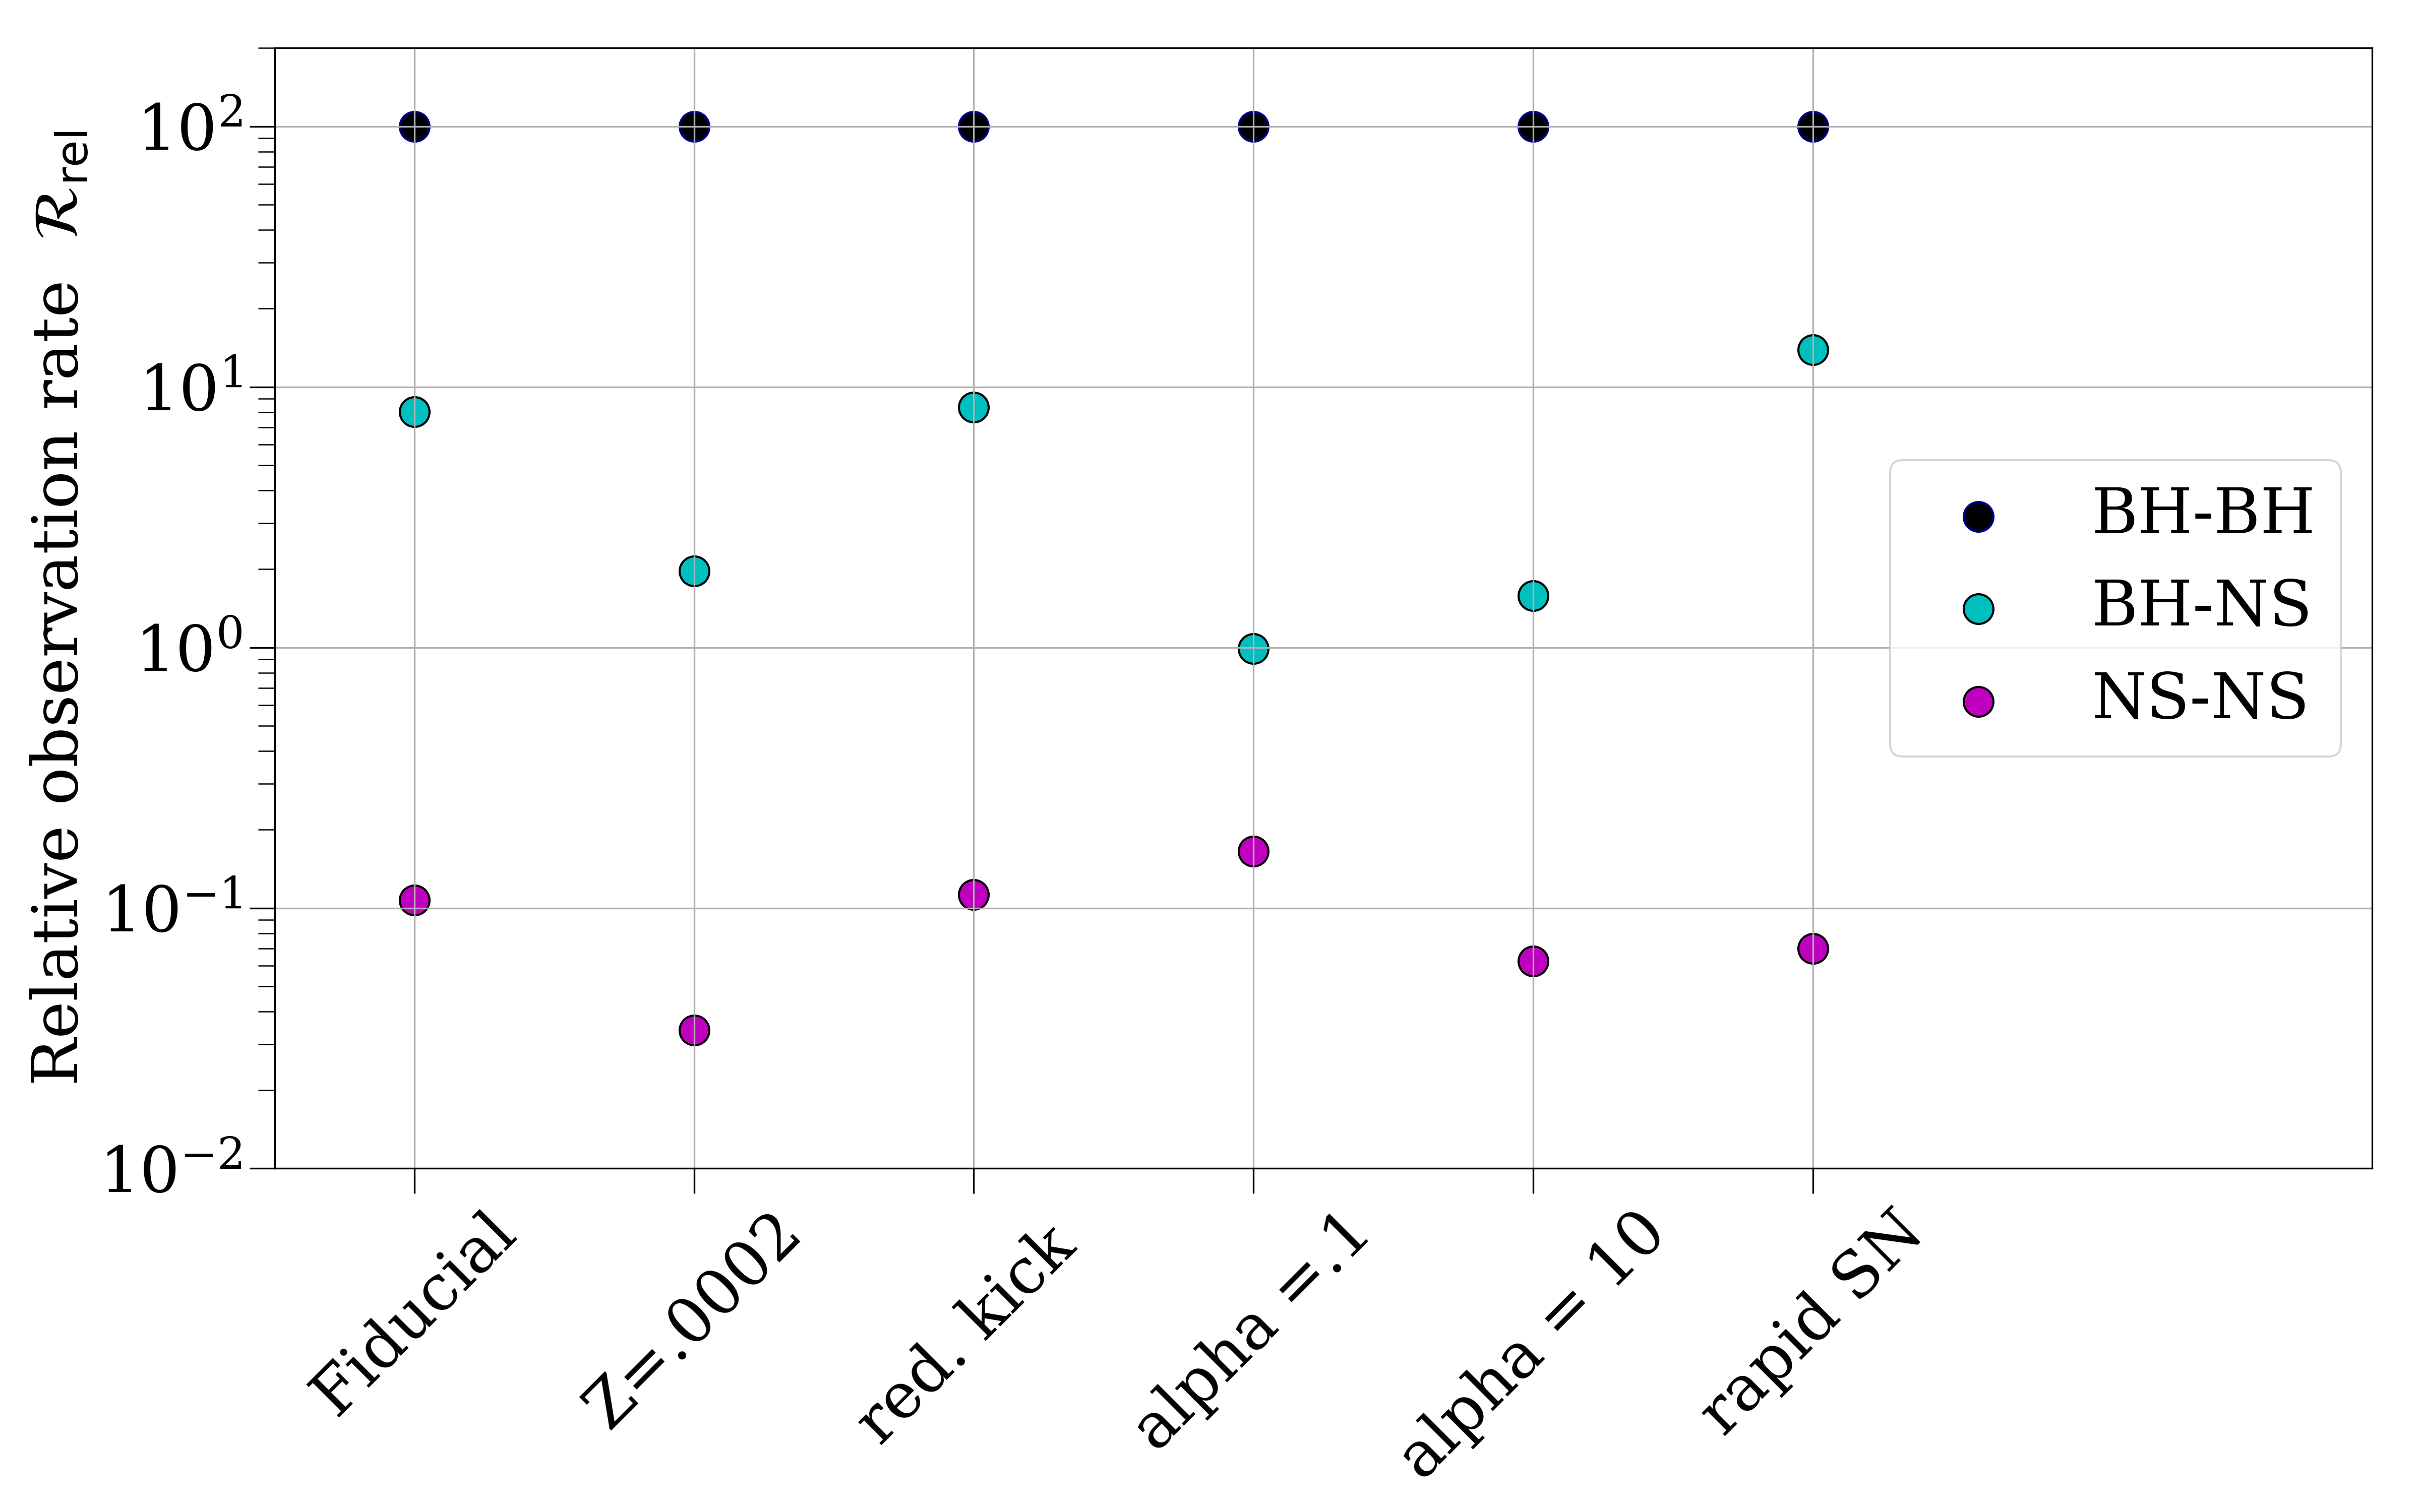 Relative observation rate ℛ_rel
10²
10¹
10⁰
10⁻¹
10⁻²
BH-BH
BH-NS
NS-NS
Fiducial
Z=.0002
red. kick
alpha =.1
alpha = 10
rapid SN